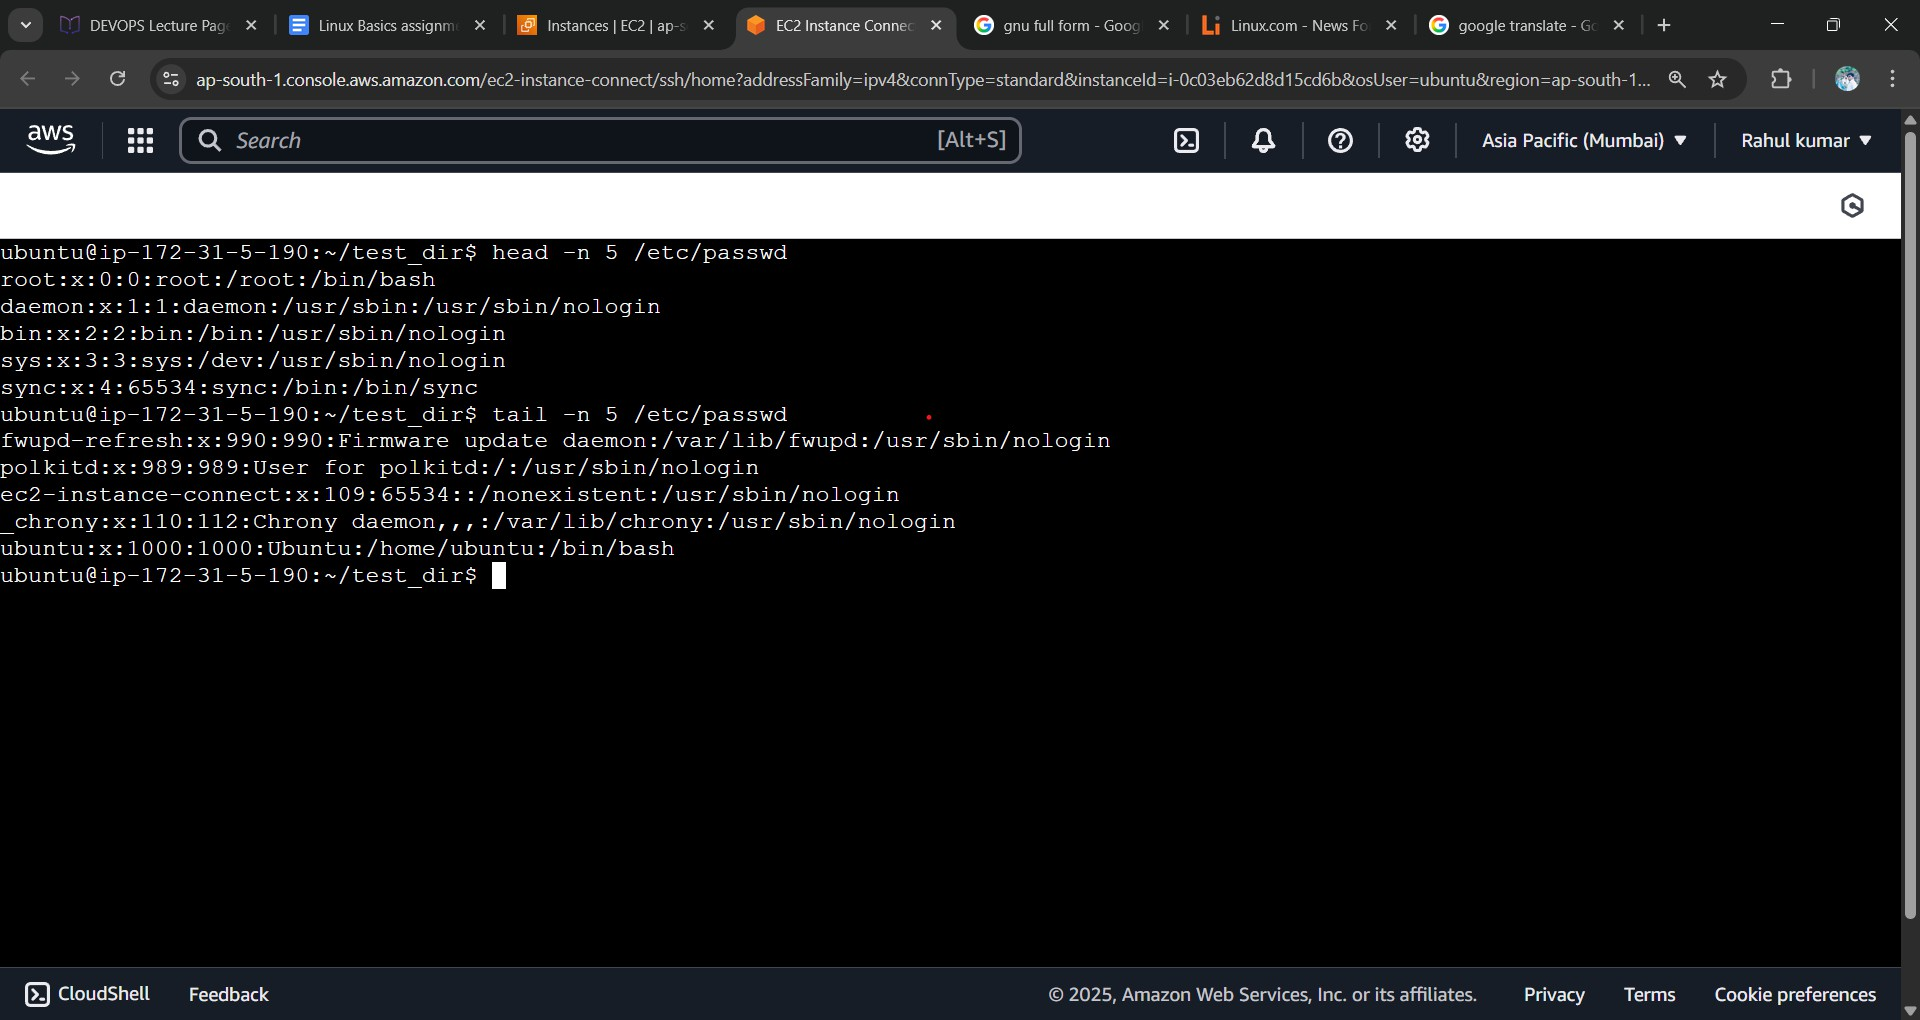 DEVOPS Lecture Pag
Linux Basics assignm
Instances | EC2 | ap-s
EC2 Instance Connec
gnu full form - Goog
Linux.com - News Fo
google translate - Go
ap-south-1.console.aws.amazon.com/ec2-instance-connect/ssh/home?addressFamily=ipv4&connType=standard&instanceId=i-0c03eb62d8d15cd6b&osUser=ubuntu&region=ap-south-1...
aws
Search
[Alt+S]
Asia Pacific (Mumbai)
Rahul kumar
ubuntu@ip-172-31-5-190:~/test_dir$ head -n 5 /etc/passwd
root:x:0:0:root:/root:/bin/bash
daemon:x:1:1:daemon:/usr/sbin:/usr/sbin/nologin
bin:x:2:2:bin:/bin:/usr/sbin/nologin
sys:x:3:3:sys:/dev:/usr/sbin/nologin
sync:x:4:65534:sync:/bin:/bin/sync
ubuntu@ip-172-31-5-190:~/test_dir$ tail -n 5 /etc/passwd
fwupd-refresh:x:990:990:Firmware update daemon:/var/lib/fwupd:/usr/sbin/nologin
polkitd:x:989:989:User for polkitd:/:/usr/sbin/nologin
ec2-instance-connect:x:109:65534::/nonexistent:/usr/sbin/nologin
_chrony:x:110:112:Chrony daemon,,,:/var/lib/chrony:/usr/sbin/nologin
ubuntu:x:1000:1000:Ubuntu:/home/ubuntu:/bin/bash
ubuntu@ip-172-31-5-190:~/test_dir$
CloudShell
Feedback
© 2025, Amazon Web Services, Inc. or its affiliates.
Privacy
Terms
Cookie preferences